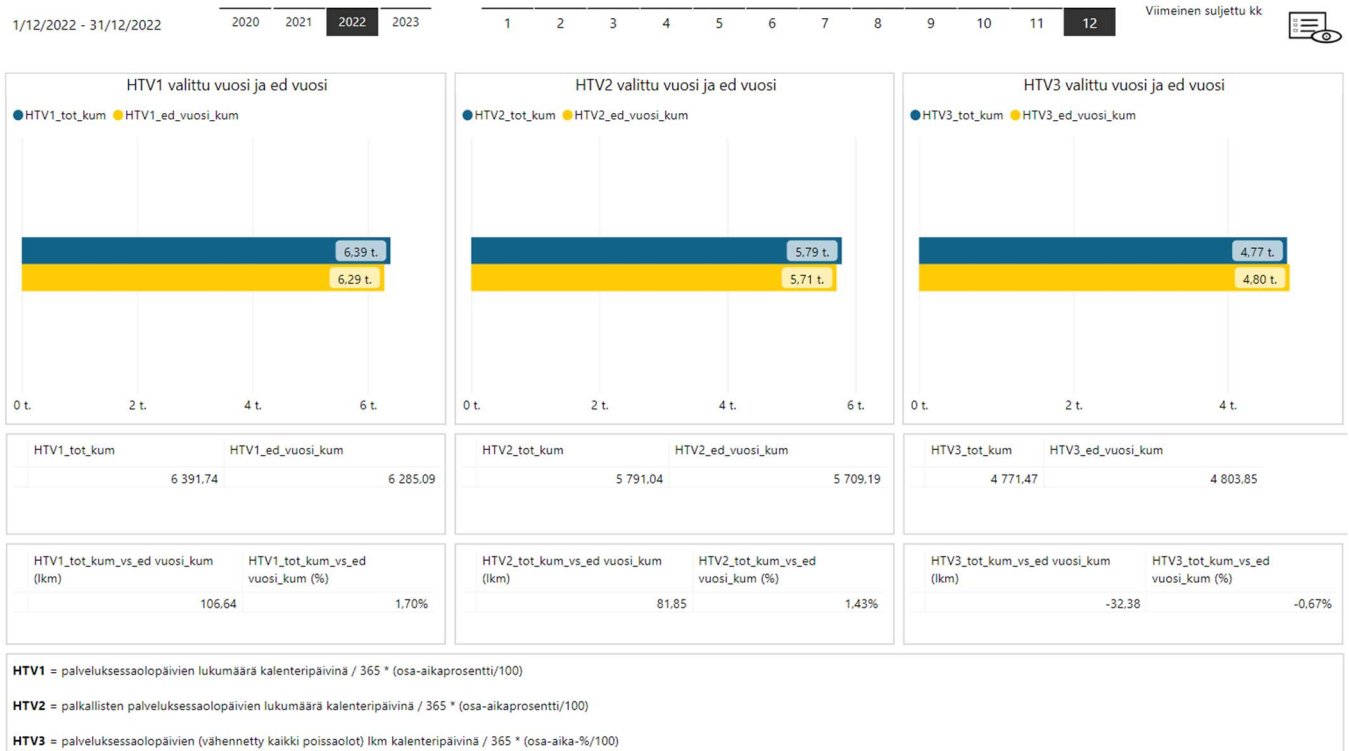 1/12/2022 - 31/12/2022
2020 2021 2022 2023
1 2 3 4 5 6 7 8 9 10 11 12
Viimeinen suljettu kk
HTV1 valittu vuosi ja ed vuosi
HTV1_tot_kum HTV1_ed_vuosi_kum
6,39 t.
6,29 t.
0 t. 2 t. 4 t. 6 t.
HTV2 valittu vuosi ja ed vuosi
HTV2_tot_kum HTV2_ed_vuosi_kum
5,79 t.
5,71 t.
0 t. 2 t. 4 t. 6 t.
HTV3 valittu vuosi ja ed vuosi
HTV3_tot_kum HTV3_ed_vuosi_kum
4,77 t.
4,80 t.
0 t. 2 t. 4 t.
HTV1_tot_kum HTV1_ed_vuosi_kum
6 391,74 6 285,09
HTV2_tot_kum HTV2_ed_vuosi_kum
5 791,04 5 709,19
HTV3_tot_kum HTV3_ed_vuosi_kum
4 771,47 4 803,85
HTV1_tot_kum_vs_ed vuosi_kum HTV1_tot_kum_vs_ed
(lkm) vuosi_kum (%)
106,64 1,70%
HTV2_tot_kum_vs_ed vuosi_kum HTV2_tot_kum_vs_ed
(lkm) vuosi_kum (%)
81,85 1,43%
HTV3_tot_kum_vs_ed vuosi_kum HTV3_tot_kum_vs_ed
(lkm) vuosi_kum (%)
-32,38 -0,67%
HTV1 = palveluksessaolopäivien lukumäärä kalenteripäivinä / 365 * (osa-aikaprosentti/100)
HTV2 = palkallisten palveluksessaolopäivien lukumäärä kalenteripäivinä / 365 * (osa-aikaprosentti/100)
HTV3 = palveluksessaolopäivien (vähennetty kaikki poissaolot) lkm kalenteripäivinä / 365 * (osa-aika-%/100)